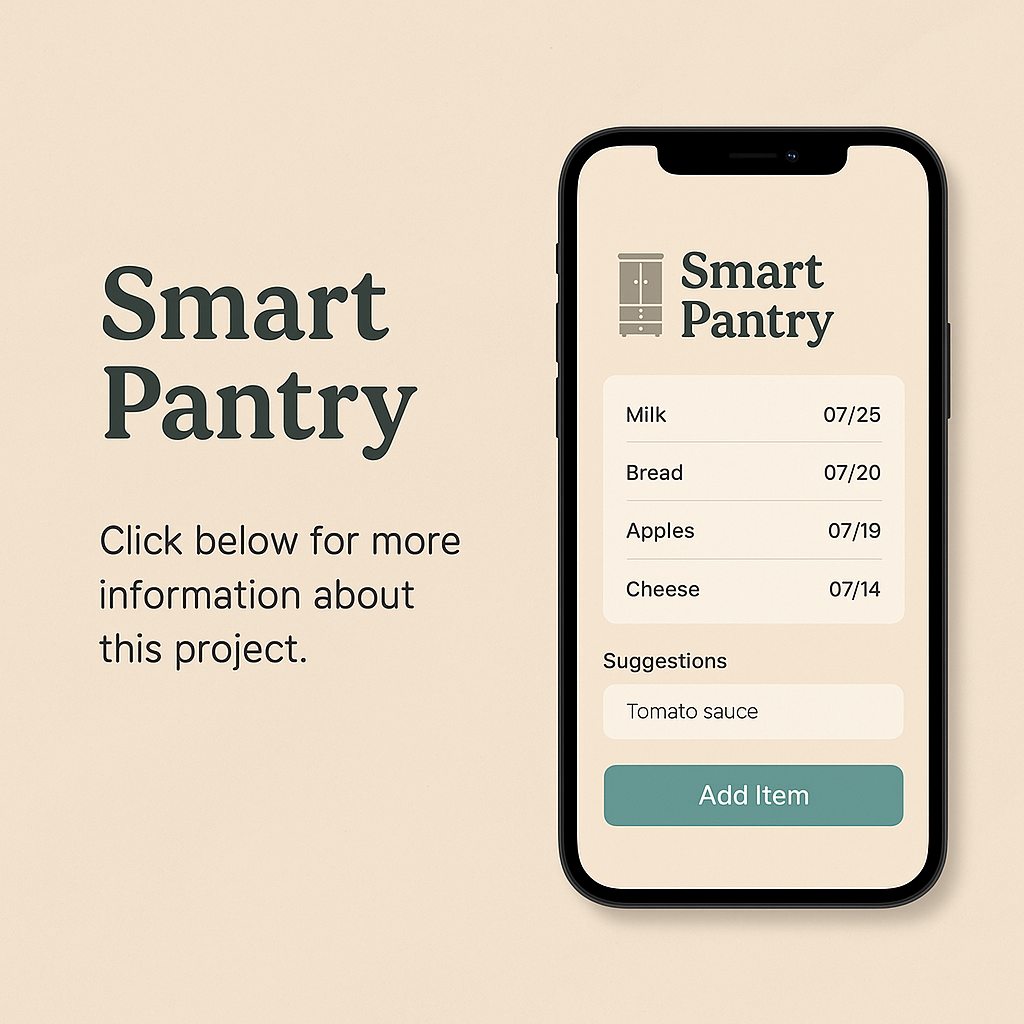 Smart
Pantry
Click below for more
information about
this project.
Smart
Pantry
Milk 07/25
Bread 07/20
Apples 07/19
Cheese 07/14
Suggestions
Tomato sauce
Add Item